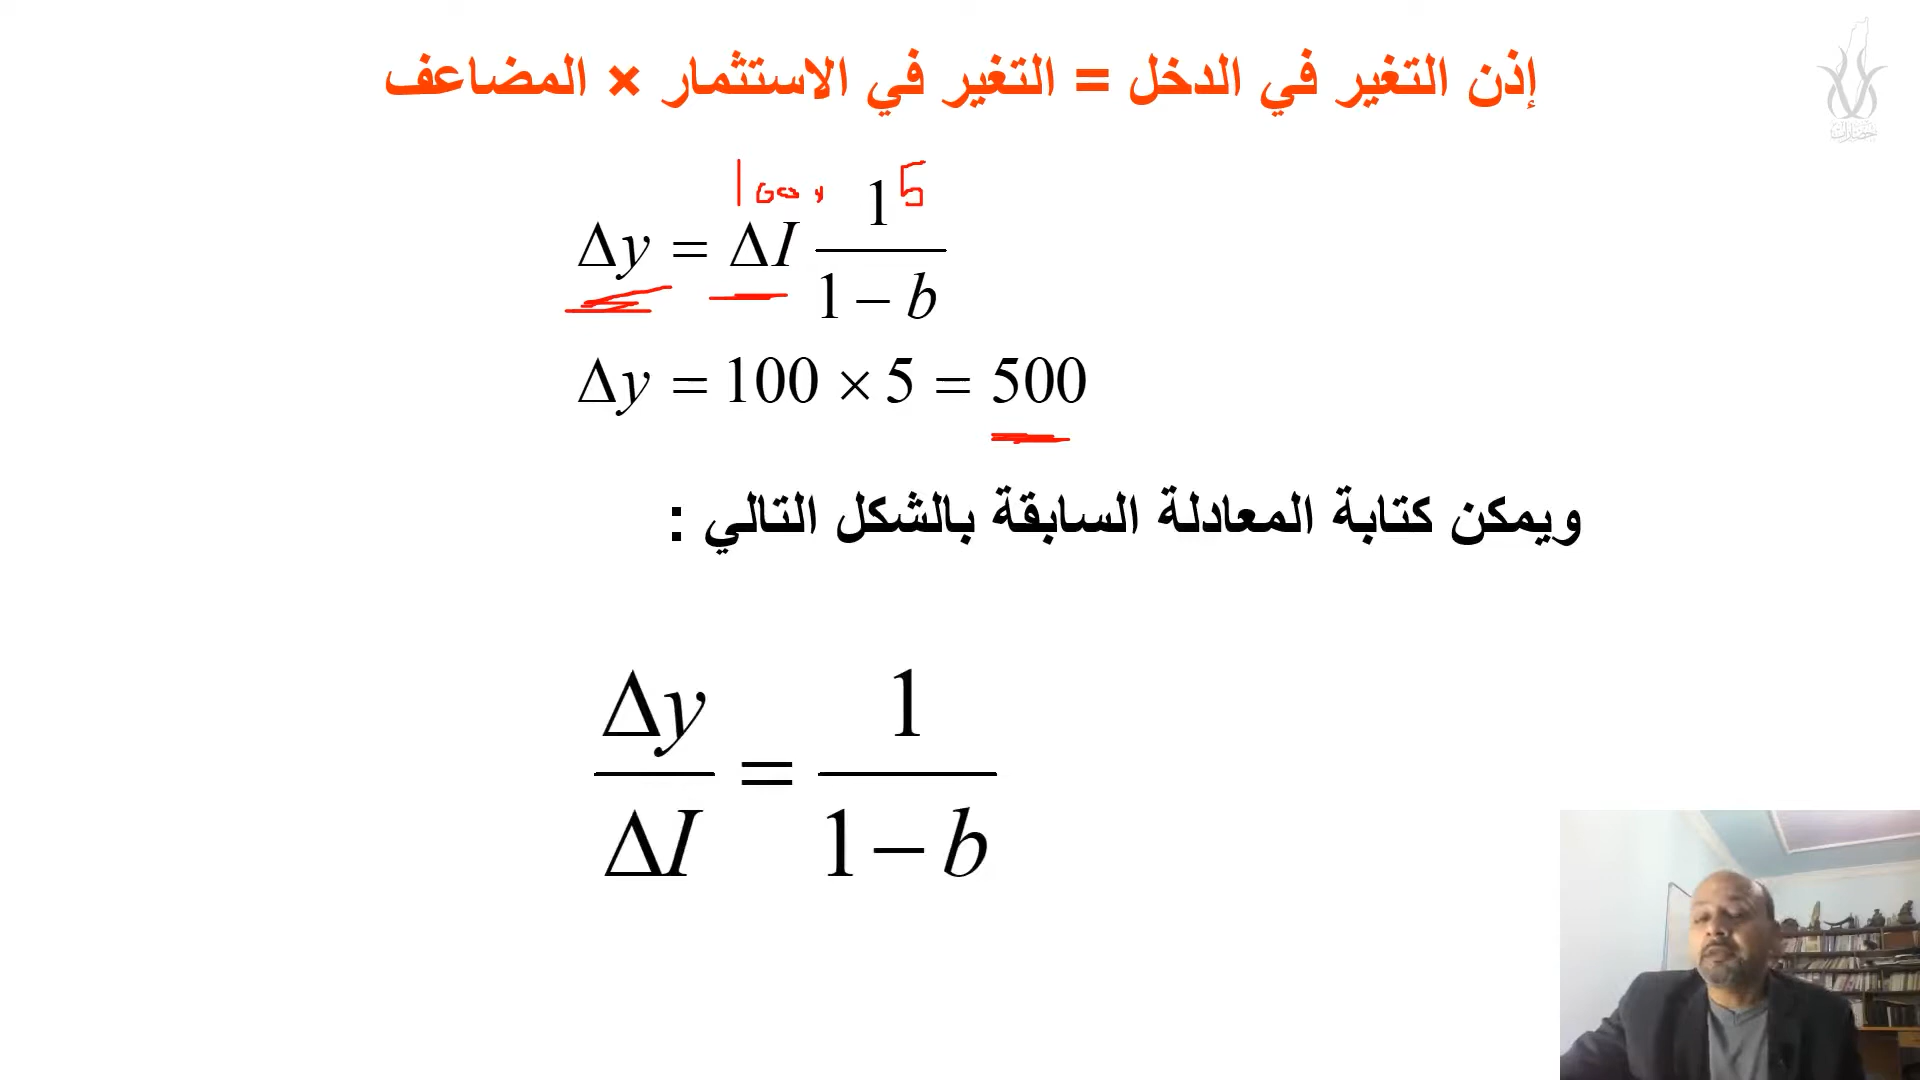 إذن التغير في الدخل = التغير في الاستثمار × المضاعف
100 × 5
Δy = ΔI 1/(1 − b)
Δy = 100 × 5 = 500
ويمكن كتابة المعادلة السابقة بالشكل التالي :
Δy/ΔI = 1/(1 − b)